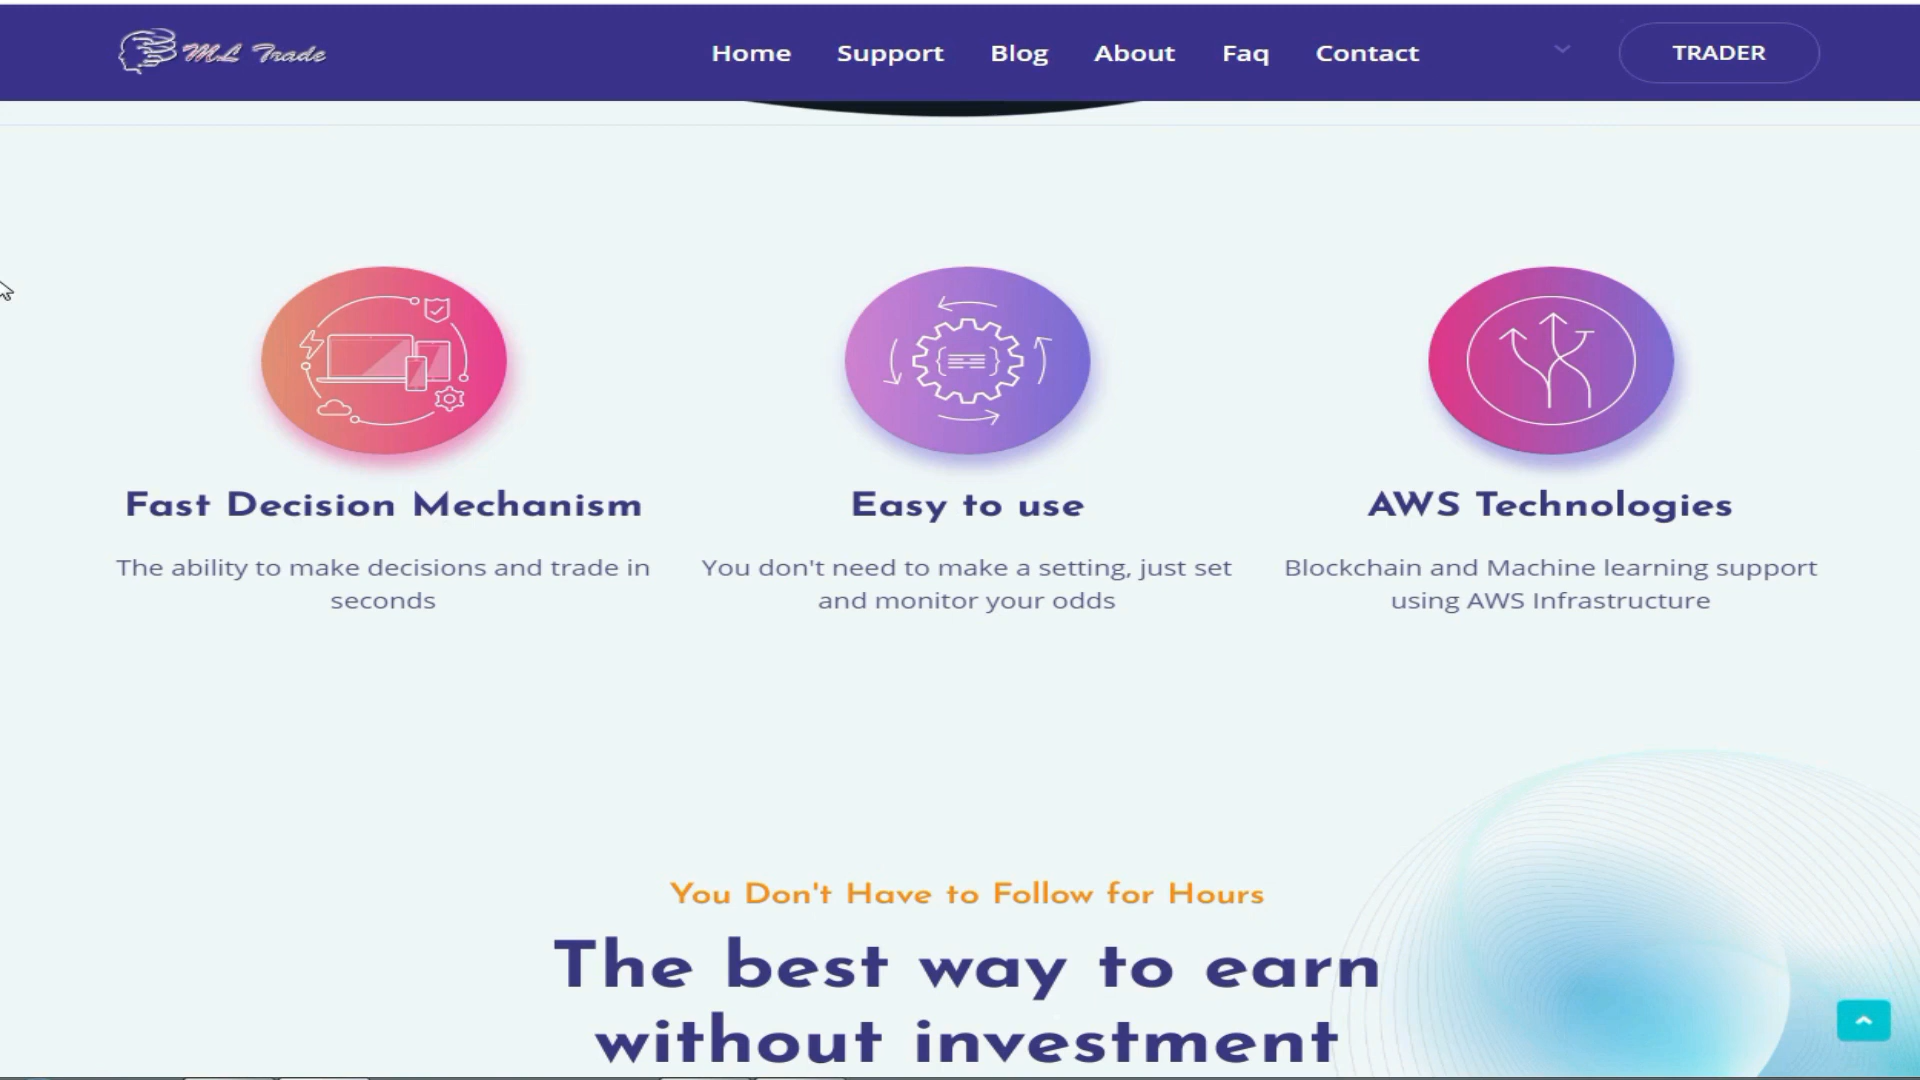 ML Trade
Home Support Blog About Faq Contact
TRADER
Fast Decision Mechanism
The ability to make decisions and trade in
seconds
Easy to use
You don't need to make a setting, just set
and monitor your odds
AWS Technologies
Blockchain and Machine learning support
using AWS Infrastructure
You Don't Have to Follow for Hours
The best way to earn
without investment